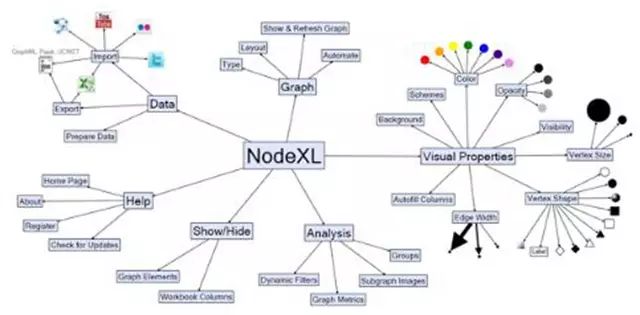 Show & Refresh Graph
You
Tube
Layout
Automate
Import
GraphML, Pajek, UCINET
Type
Graph
Color
Opacity
Schemes
Export
Data
Background
Visibility
Prepare Data
NodeXL
Visual Properties
Vertex Size
Home Page
About
Help
Autofill Columns
Vertex Shape
Edge Width
Register
Show/Hide
Analysis
Check for Updates
Label
Groups
Graph Elements
Dynamic Filters
Subgraph Images
Workbook Columns
Graph Metrics